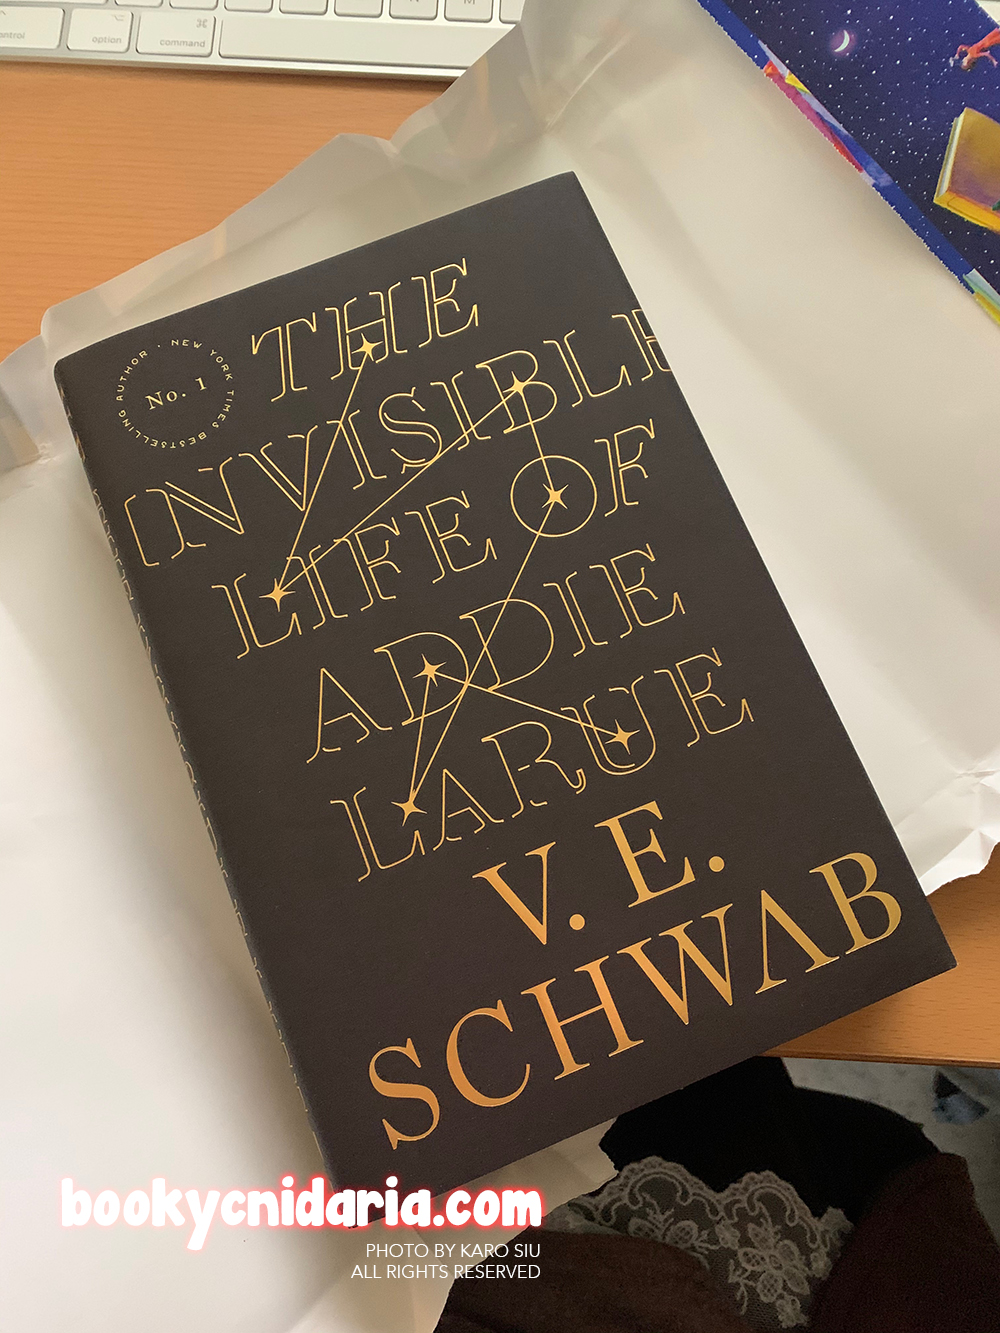 control
option
⌘
command
N
M
No. 1
NEW YORK TIMES BESTSELLING AUTHOR ·
THE
INVISIBLE
LIFE OF
ADDIE
LARUE
V. E.
SCHWAB
bookycnidaria.com
PHOTO BY KARO SIU
ALL RIGHTS RESERVED